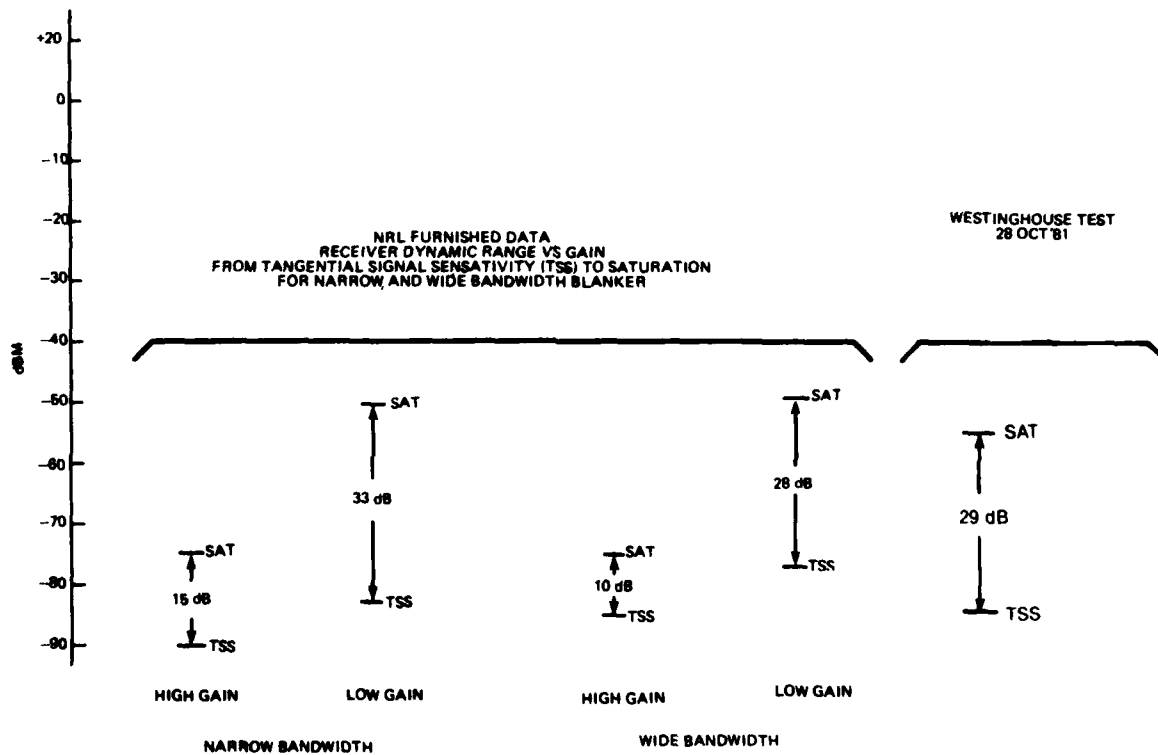 +20
0
-10
-20
-30
-40
-50
-60
-70
-80
-90
dBM
NRL FURNISHED DATA
RECEIVER DYNAMIC RANGE VS GAIN
FROM TANGENTIAL SIGNAL SENSATIVITY (TSS) TO SATURATION
FOR NARROW AND WIDE BANDWIDTH BLANKER
WESTINGHOUSE TEST
28 OCT '81
SAT
15 dB
TSS
SAT
33 dB
TSS
SAT
10 dB
TSS
SAT
28 dB
TSS
SAT
29 dB
TSS
HIGH GAIN
LOW GAIN
HIGH GAIN
LOW GAIN
NARROW BANDWIDTH
WIDE BANDWIDTH